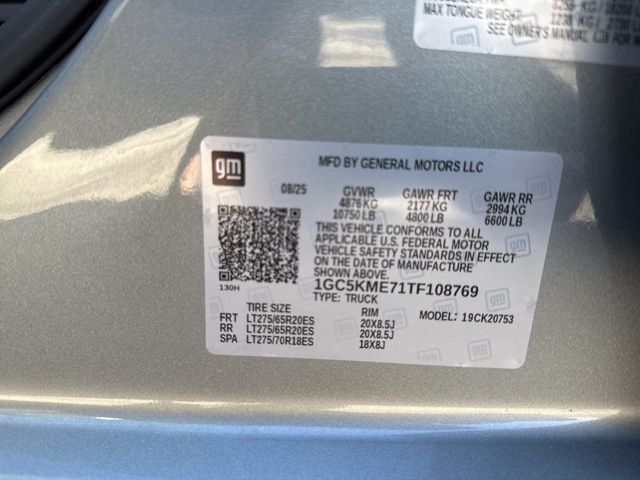 MAX TONGUE WEIGHT
SEE OWNER'S MANUAL
gm
MFD BY GENERAL MOTORS LLC
08/25 GVWR GAWR FRT GAWR RR
4876 KG 2177 KG 2994 KG
10750 LB 4800 LB 6600 LB
THIS VEHICLE CONFORMS TO ALL
APPLICABLE U.S. FEDERAL MOTOR
VEHICLE SAFETY STANDARDS IN EFFECT
ON THE DATE OF MANUFACTURE
SHOWN ABOVE.
1GC5KME71TF108769
130H
TYPE: TRUCK
MODEL: 19CK20753
TIRE SIZE RIM
FRT LT275/65R20ES 20X8.5J
RR LT275/65R20ES 20X8.5J
SPA LT275/70R18ES 18X8J